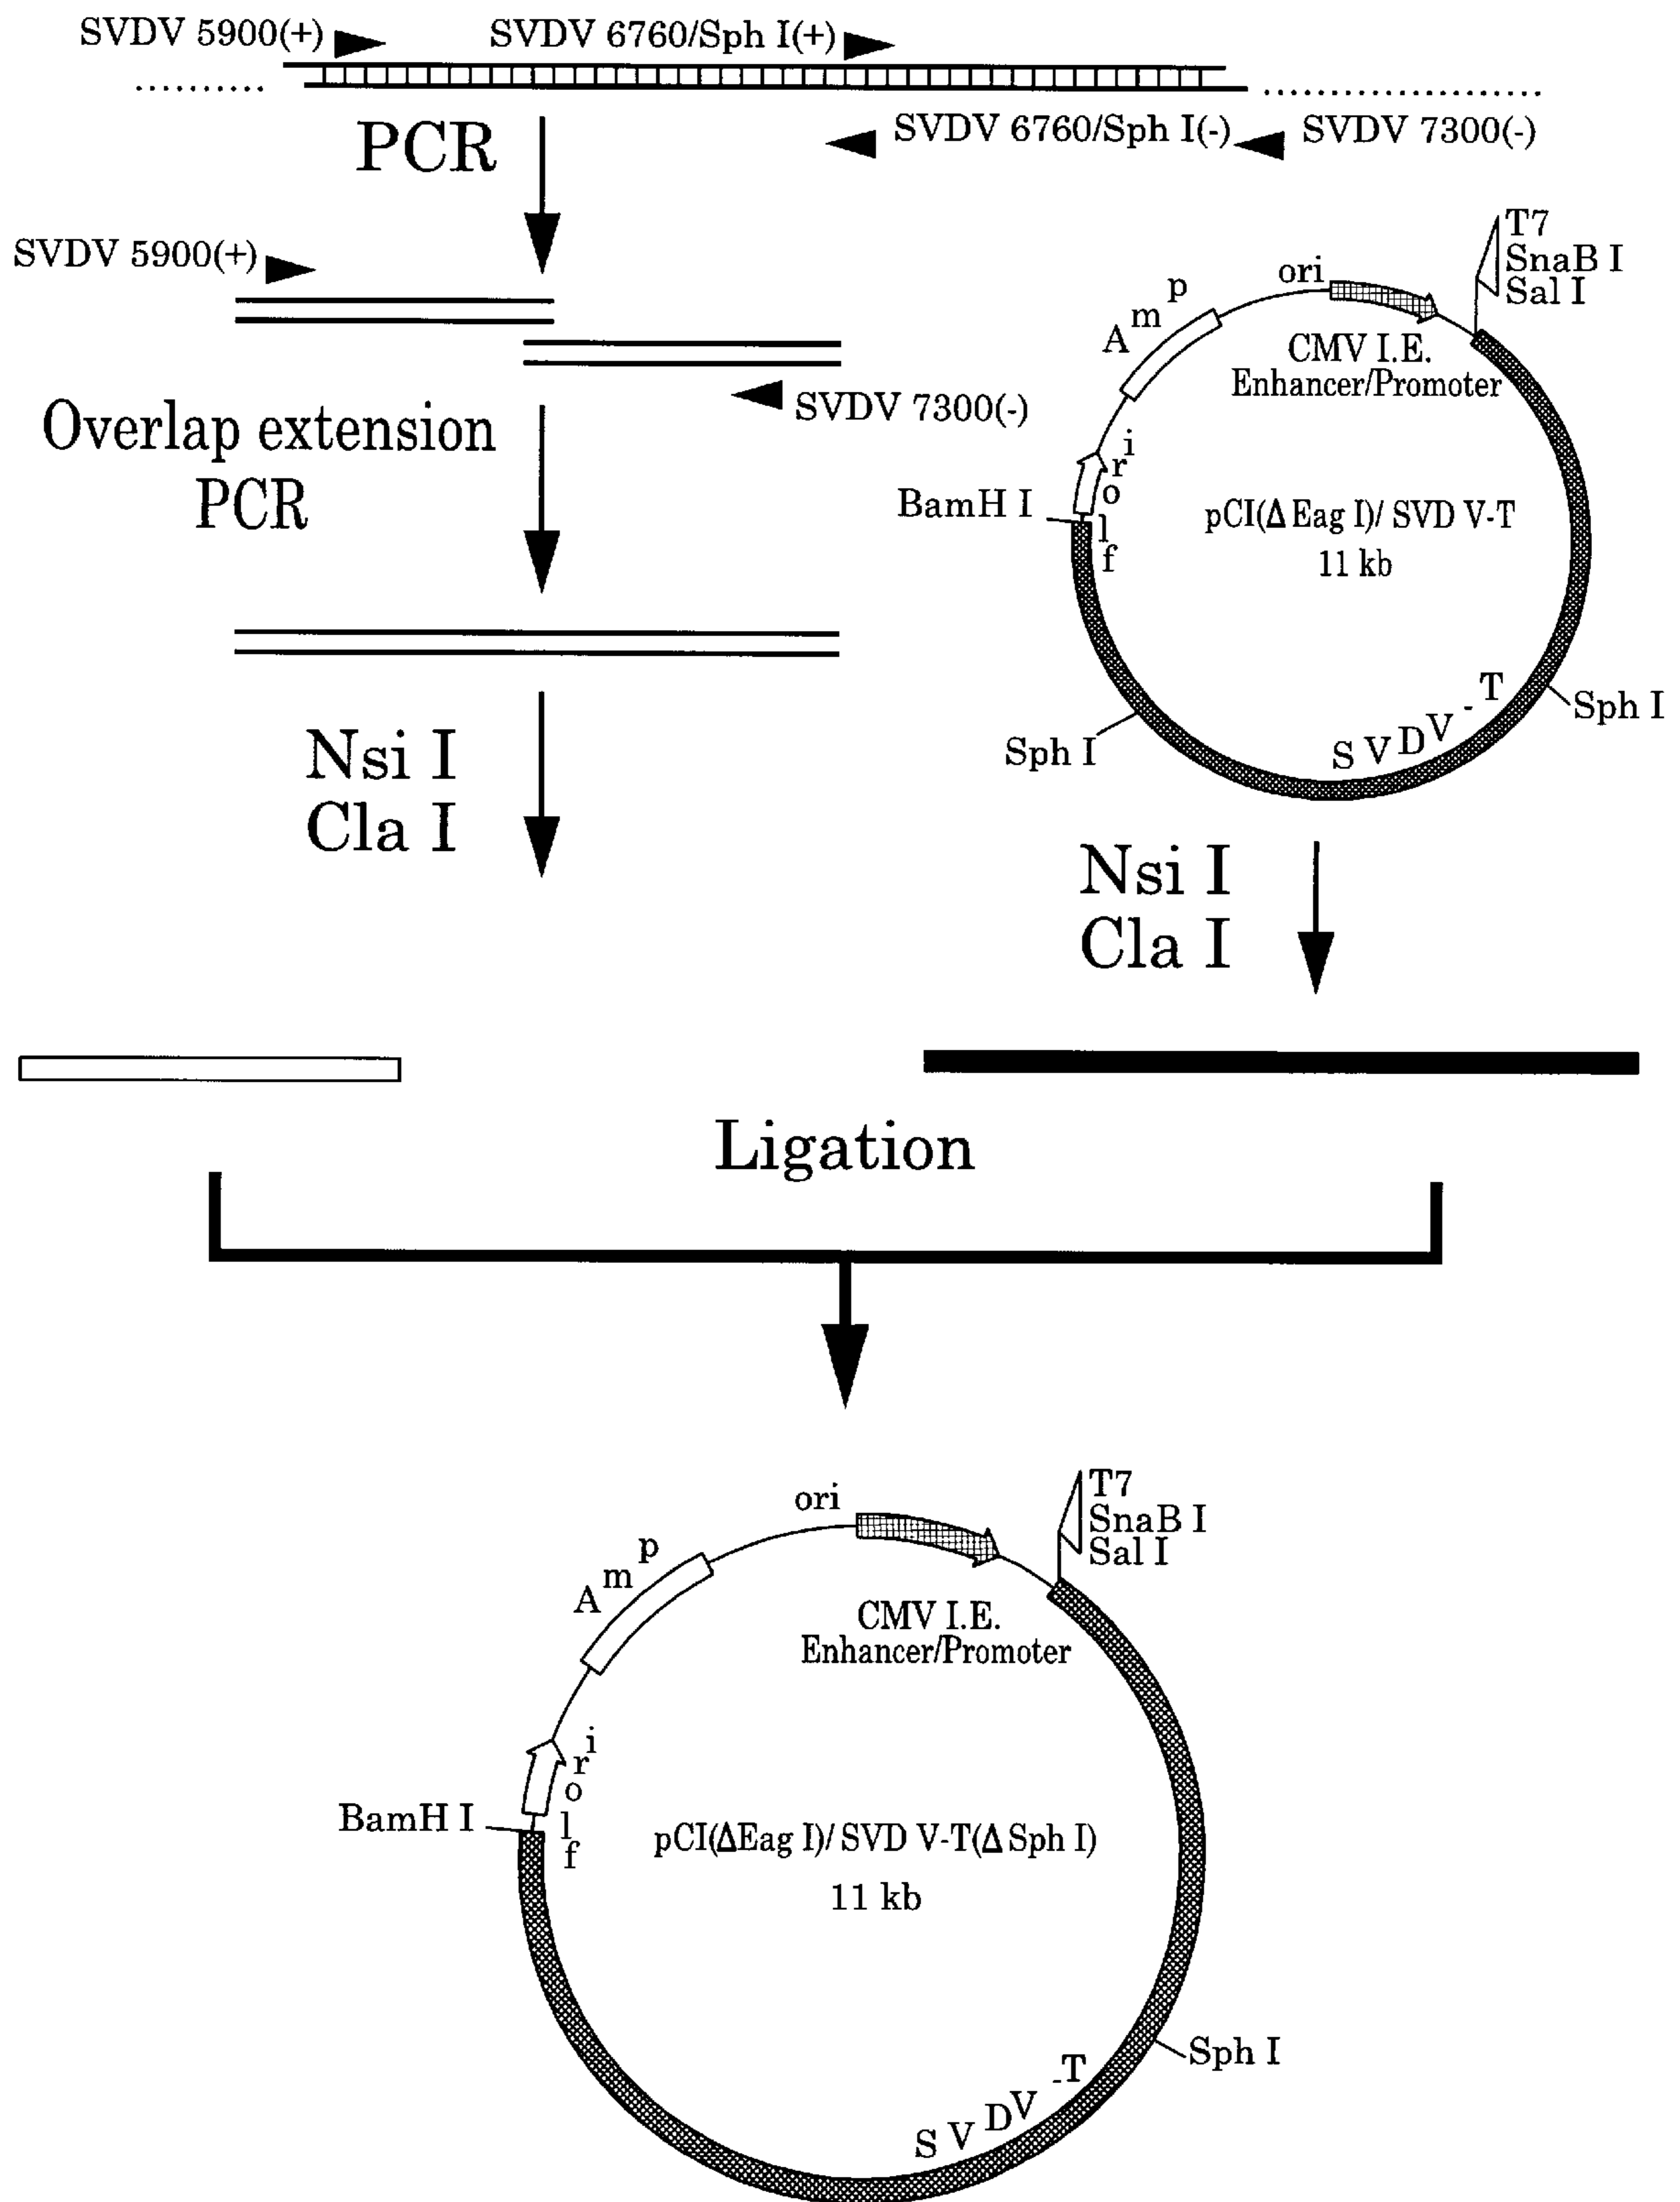 SVDV 5900(+)
SVDV 6760/Sph I(+)
SVDV 6760/Sph I(-)
SVDV 7300(-)
PCR
SVDV 5900(+)
SVDV 7300(-)
Overlap extension
PCR
Nsi I
Cla I
T7
SnaB I
Sal I
ori
Amp
CMV I.E.
Enhancer/Promoter
f1 ori
BamH I
pCI(Δ Eag I)/ SVD V-T
11 kb
Sph I
Sph I
SVDV-T
Nsi I
Cla I
Ligation
T7
SnaB I
Sal I
ori
Amp
CMV I.E.
Enhancer/Promoter
f1 ori
BamH I
pCI(ΔEag I)/ SVD V-T(Δ Sph I)
11 kb
Sph I
SVDV-T